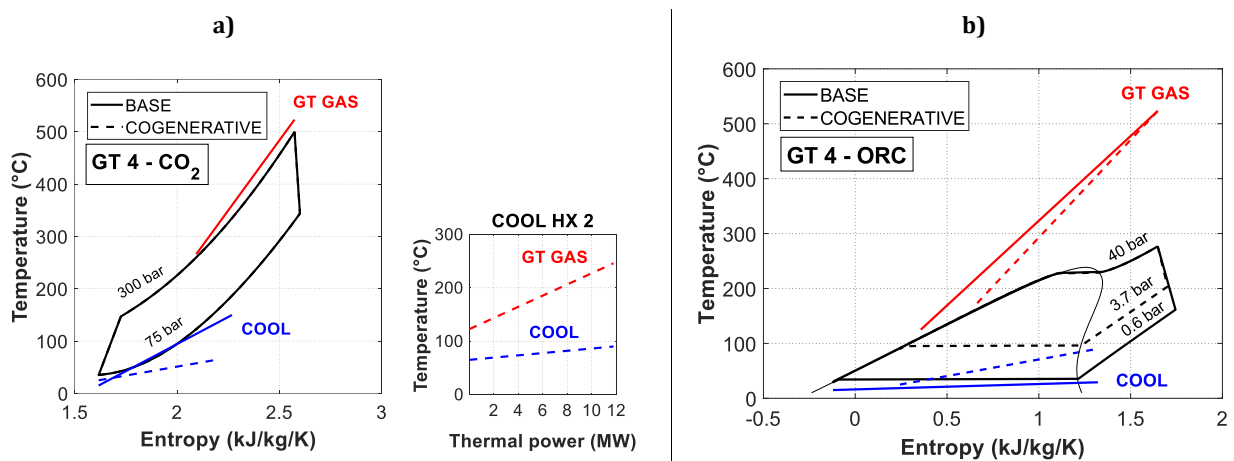 a)
600
500
400
300
200
100
0
1.5
2
2.5
3
Temperature (°C)
Entropy (kJ/kg/K)
BASE
COGENERATIVE
GT 4 - CO2
GT GAS
300 bar
75 bar
COOL
COOL HX 2
300
200
100
0
2 4 6 8 10 12
Temperature (°C)
Thermal power (MW)
GT GAS
COOL
b)
600
500
400
300
200
100
0
-0.5
0
0.5
1
1.5
2
Temperature (°C)
Entropy (kJ/kg/K)
BASE
COGENERATIVE
GT 4 - ORC
GT GAS
40 bar
3.7 bar
0.6 bar
COOL